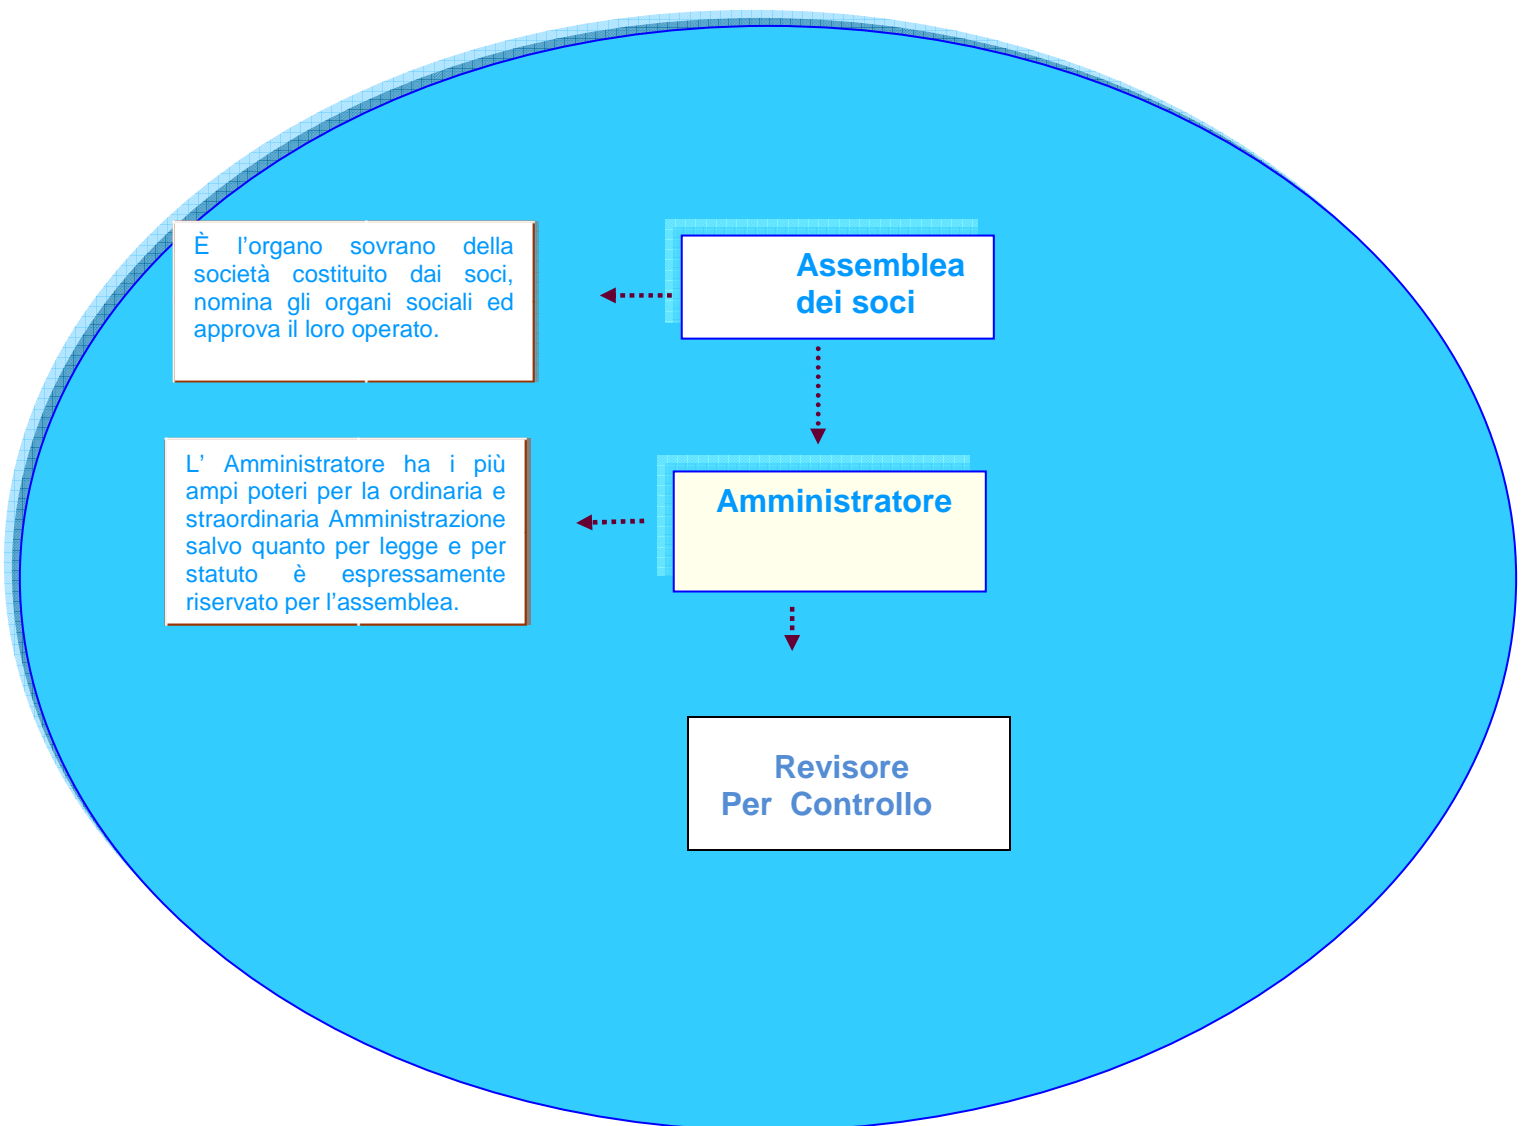 È l'organo sovrano della
società costituito dai soci,
nomina gli organi sociali ed
approva il loro operato.
Assemblea
dei soci
L' Amministratore ha i più
ampi poteri per la ordinaria e
straordinaria Amministrazione
salvo quanto per legge e per
statuto è espressamente
riservato per l'assemblea.
Amministratore
Revisore
Per Controllo